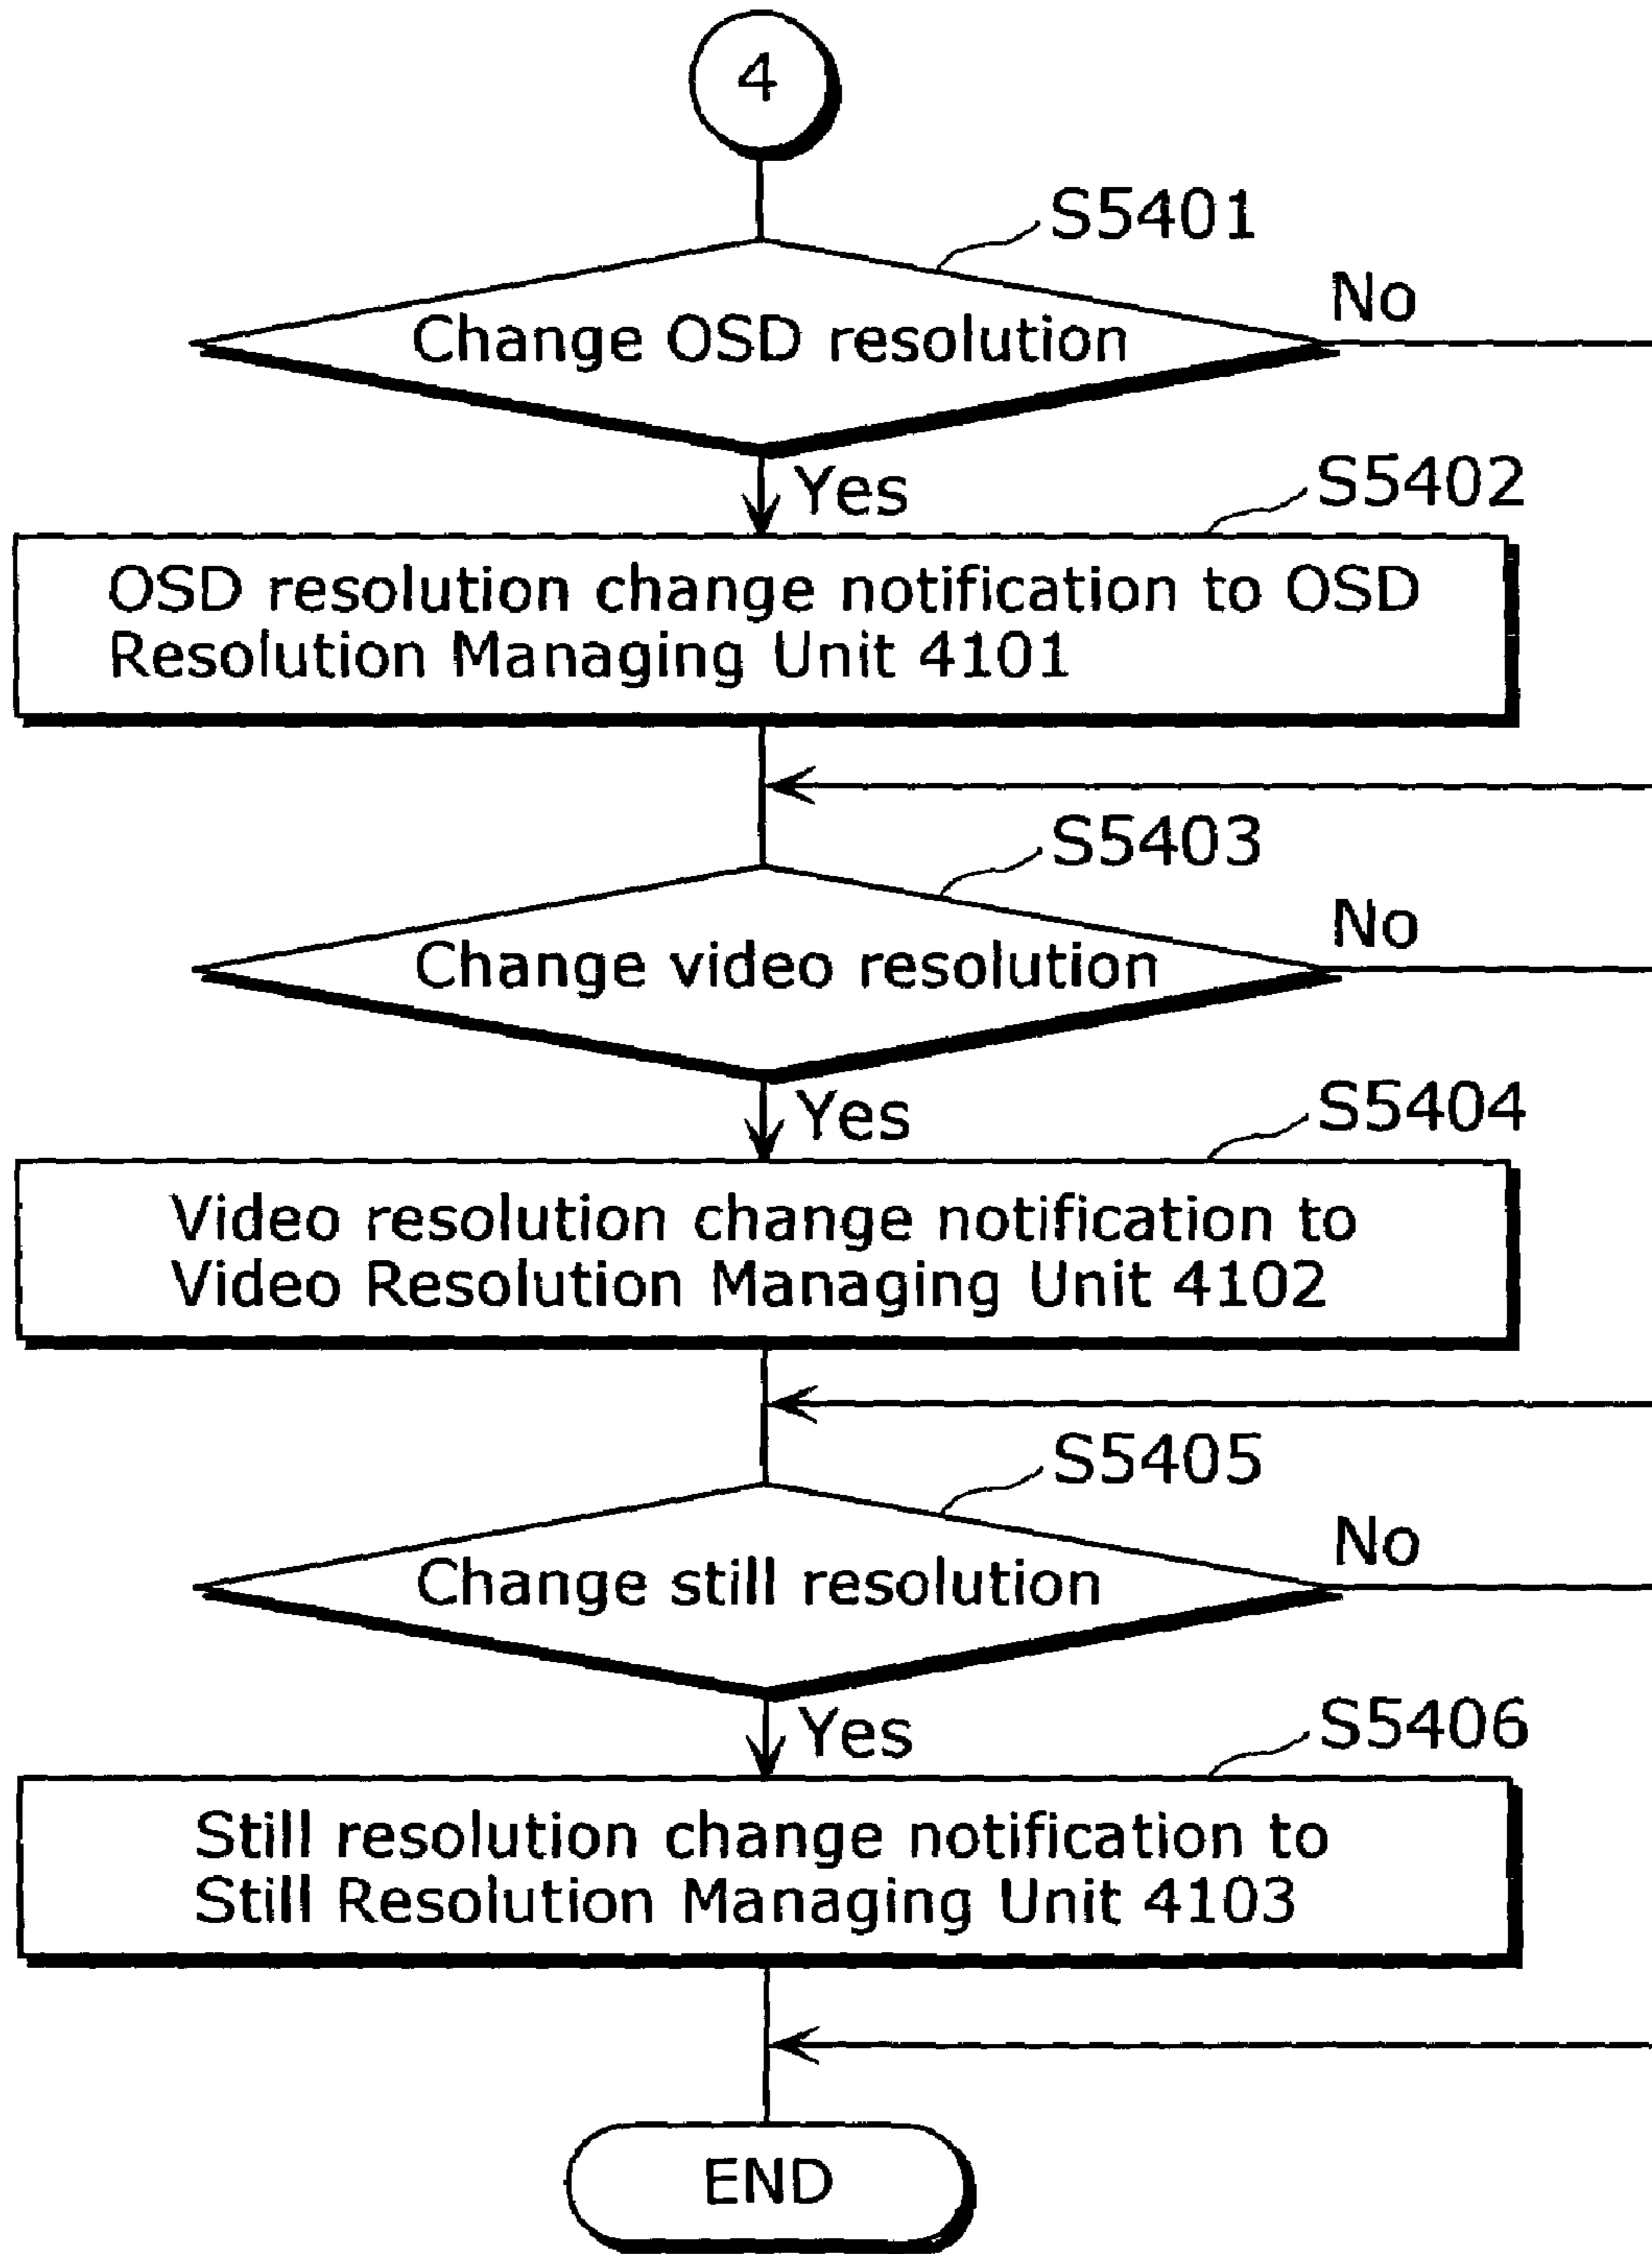 4
S5401
Change OSD resolution
No
Yes
S5402
OSD resolution change notification to OSD
Resolution Managing Unit 4101
S5403
Change video resolution
No
Yes
S5404
Video resolution change notification to
Video Resolution Managing Unit 4102
S5405
Change still resolution
No
Yes
S5406
Still resolution change notification to
Still Resolution Managing Unit 4103
END